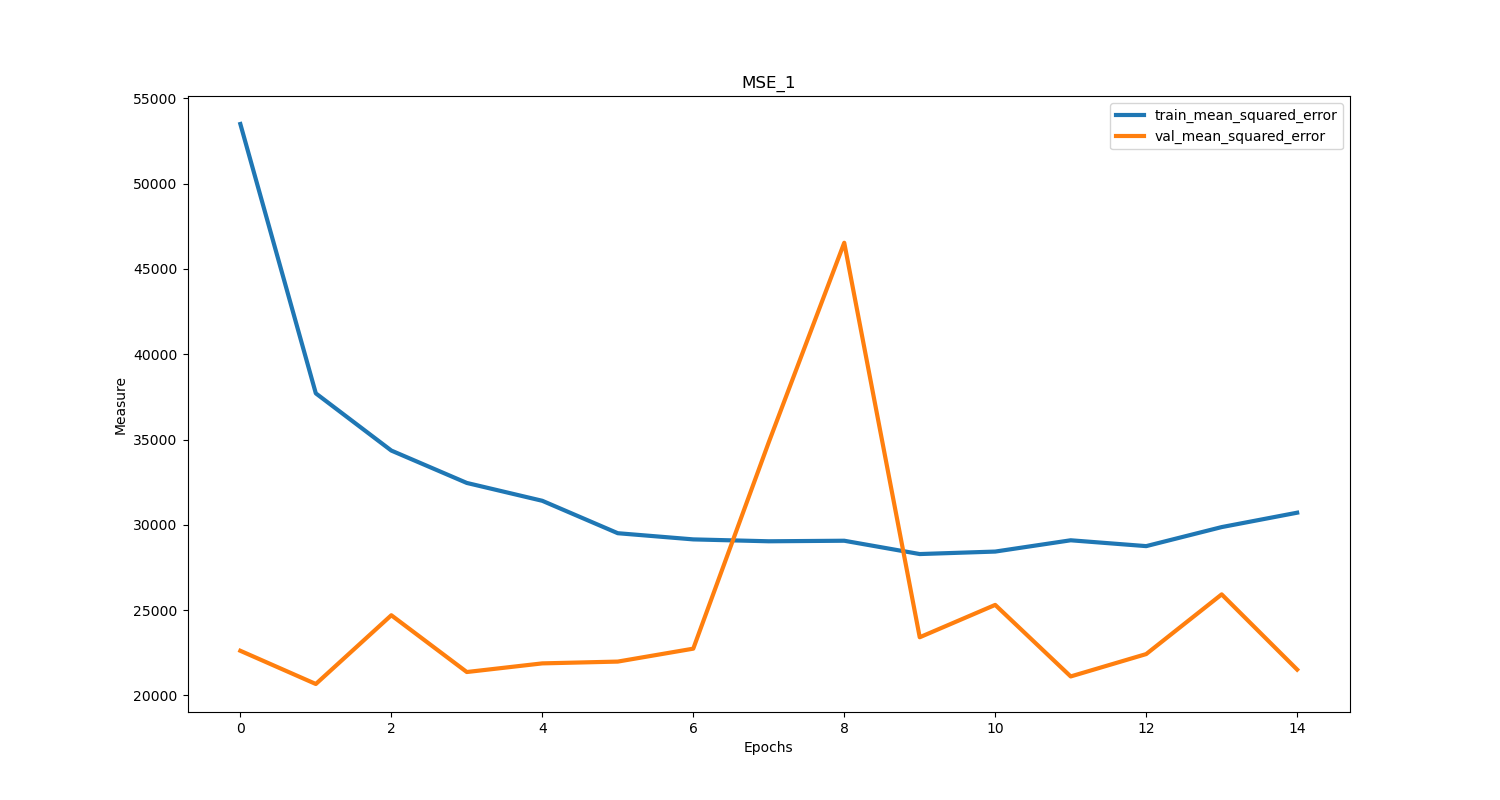 MSE_1
55000
50000
45000
40000
35000
30000
25000
20000
Measure
train_mean_squared_error
val_mean_squared_error
0 2 4 6 8 10 12 14
Epochs